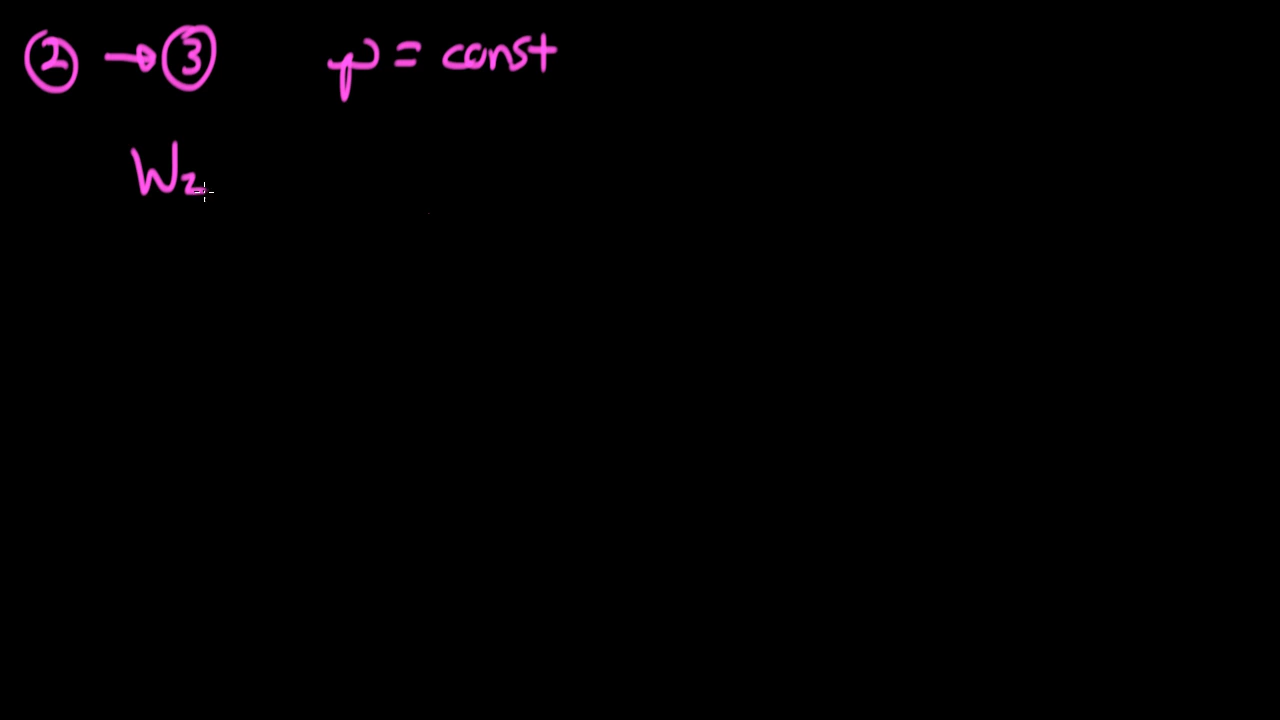 ② → ③ p = const
W₂